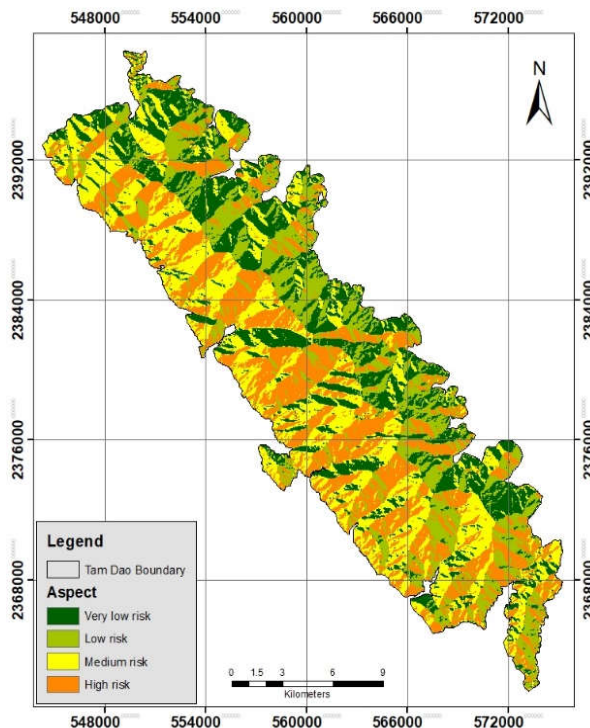 548000 554000 560000 566000 572000
N
2392000 2392000
2384000 2384000
2376000 2376000
2368000 2368000
Legend
Tam Dao Boundary
Aspect
Very low risk
Low risk
Medium risk
High risk
0 1.5 3 6 9
Kilometers
548000 554000 560000 566000 572000